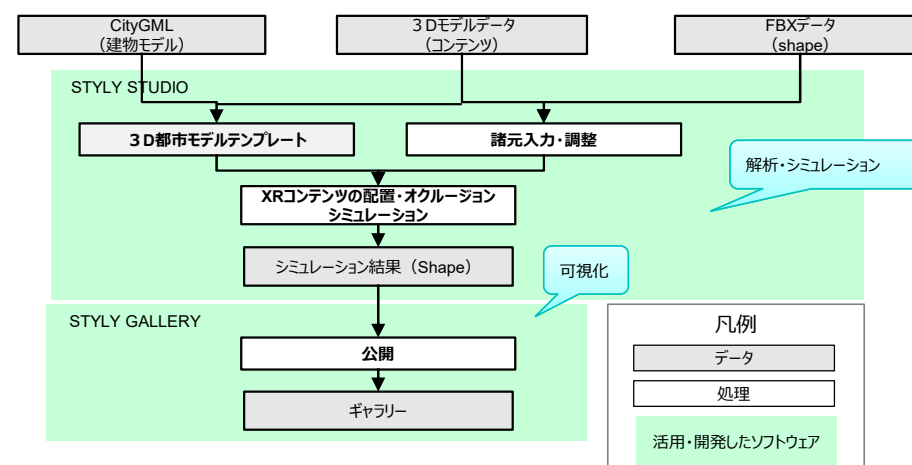 CityGML
(建物モデル)
3Dモデルデータ
(コンテンツ)
FBXデータ
(shape)
STYLY STUDIO
3D都市モデルテンプレート
諸元入力・調整
解析・シミュレーション
XRコンテンツの配置・オクルージョン
シミュレーション
シミュレーション結果(Shape)
可視化
STYLY GALLERY
公開
ギャラリー
凡例
データ
処理
活用・開発したソフトウェア